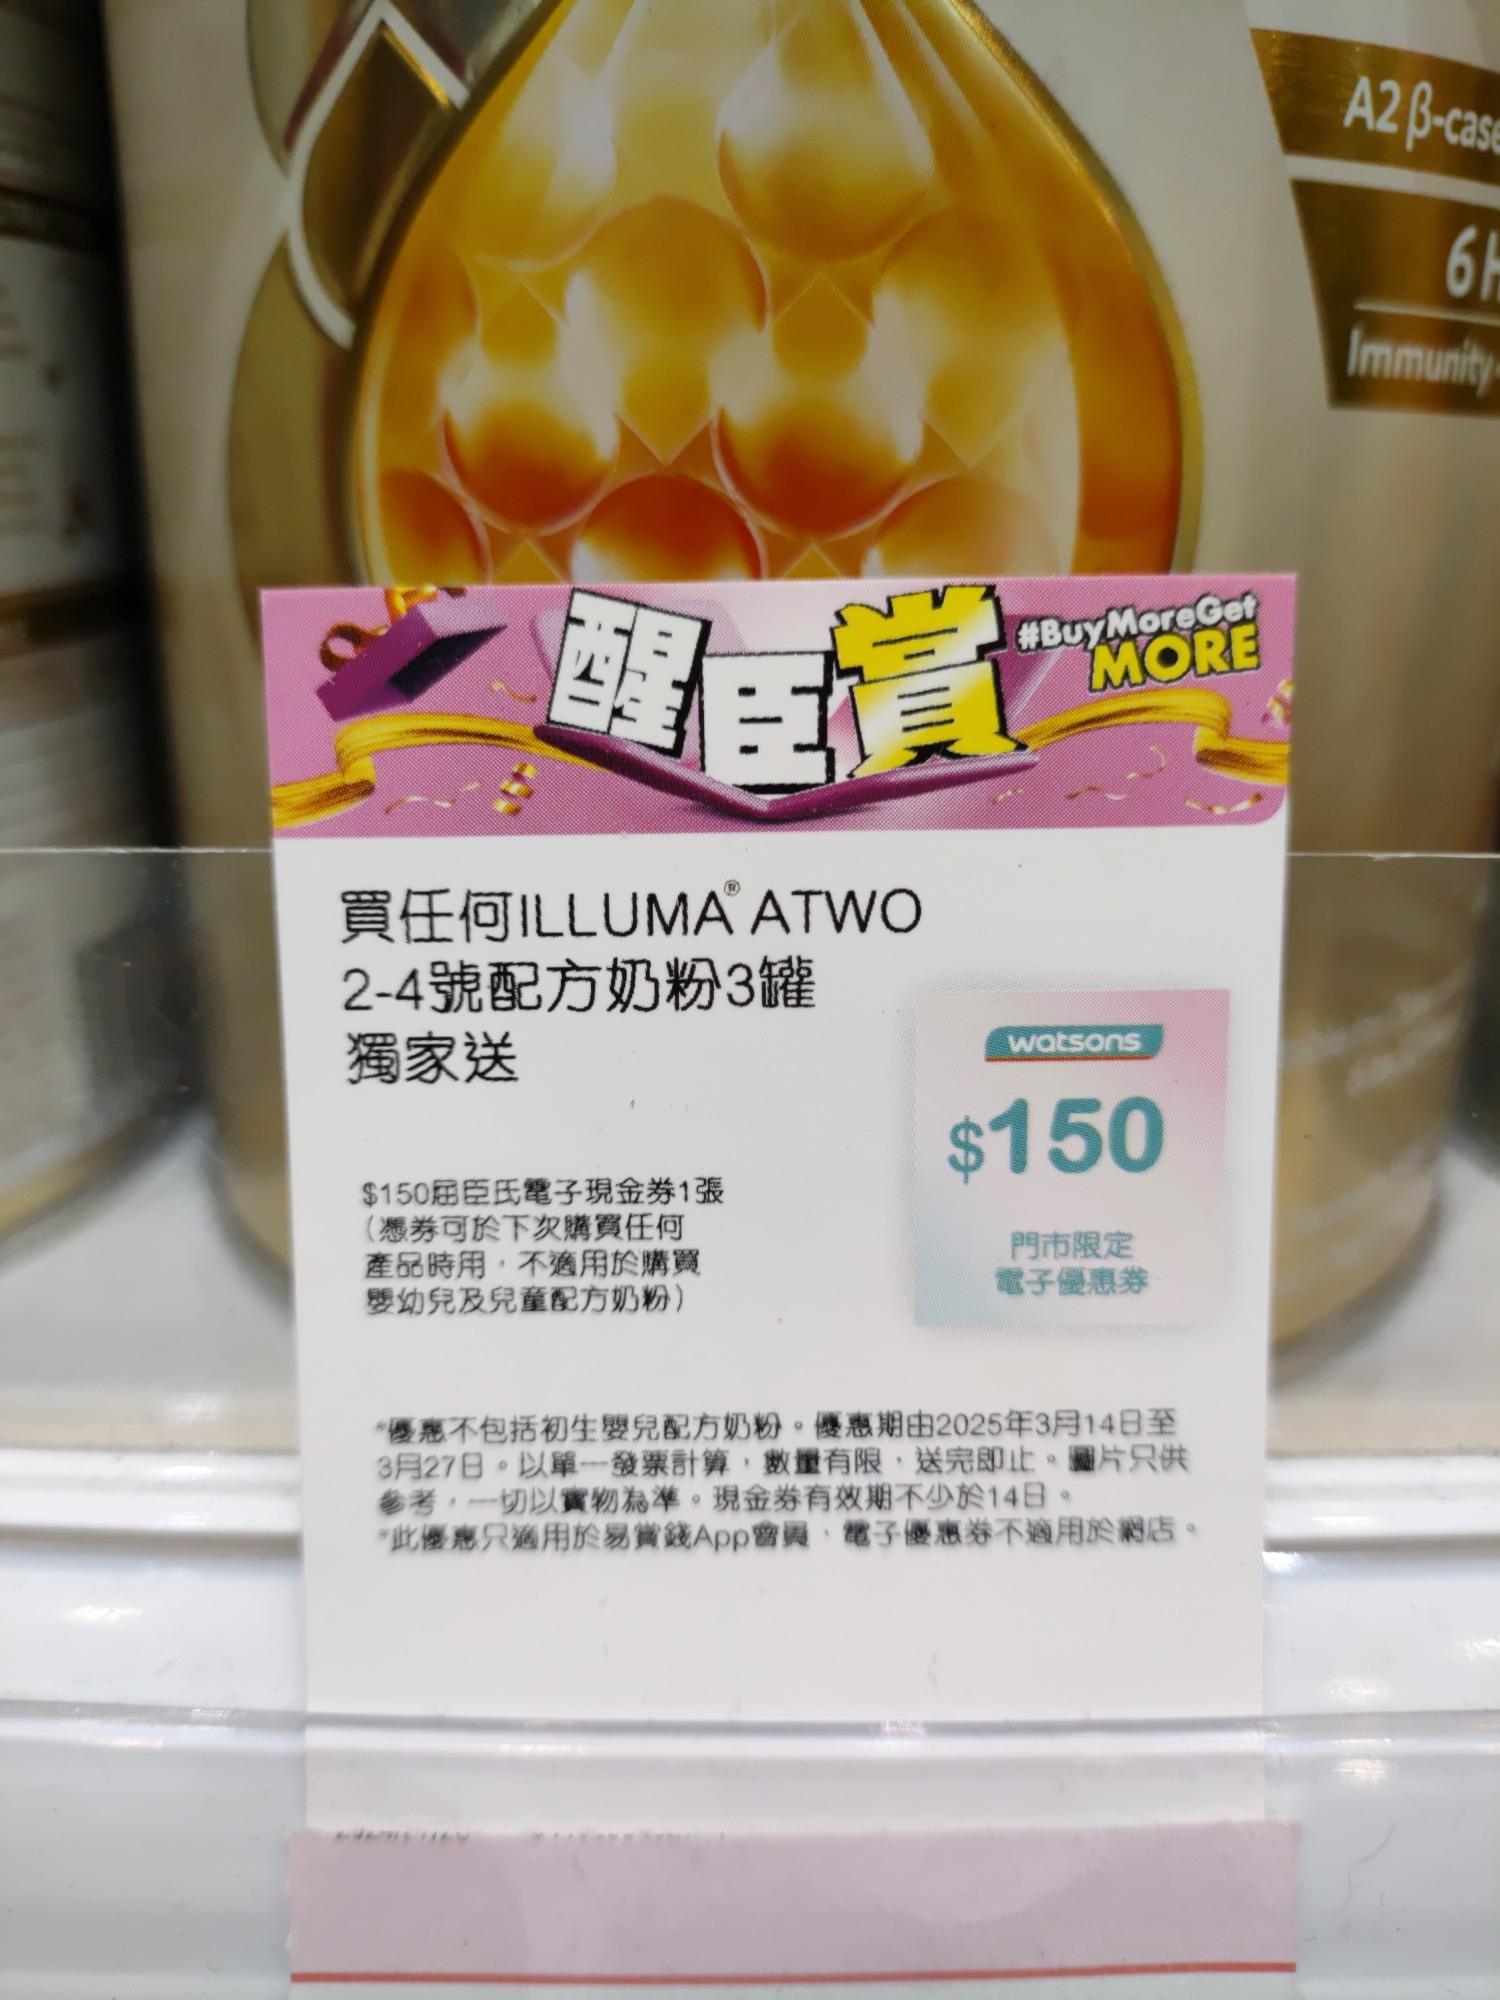 A2 β-case
6 H
Immunity
醒臣賞
#BuyMoreGet
MORE
買任何ILLUMA® ATWO
2-4號配方奶粉3罐
獨家送
watsons
$150
門市限定
電子優惠券
$150屈臣氏電子現金券1張
(憑券可於下次購買任何
產品時用，不適用於購買
嬰幼兒及兒童配方奶粉)
*優惠不包括初生嬰兒配方奶粉。優惠期由2025年3月14日至
3月27日。以單一發票計算，數量有限，送完即止。圖片只供
參考，一切以實物為準。現金券有效期不少於14日。
*此優惠只適用於易賞錢App會員，電子優惠券不適用於網店。